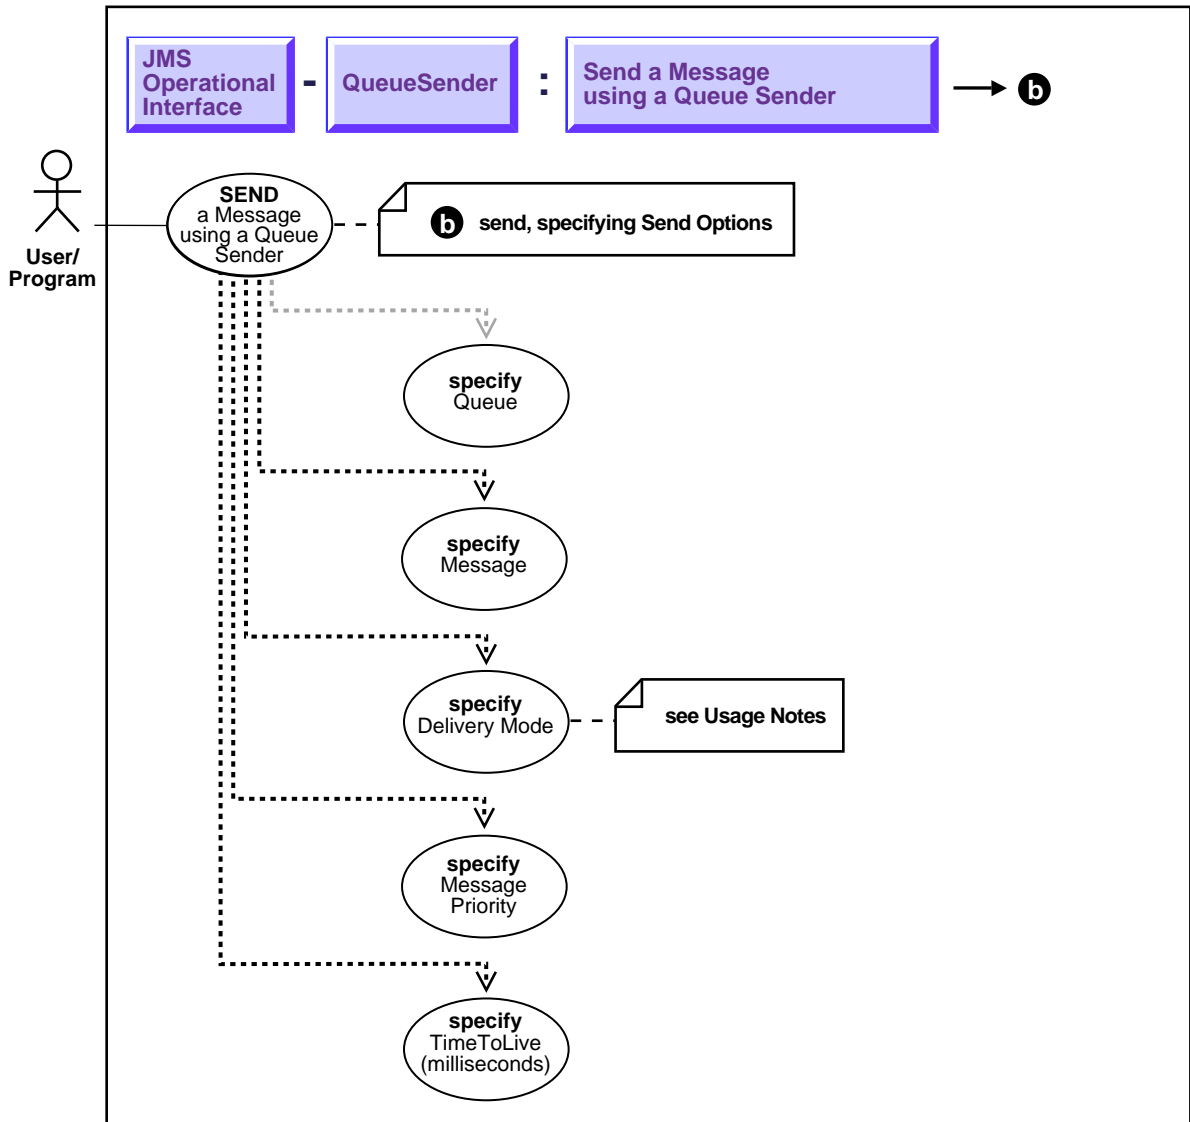 JMS
Operational
Interface
-
QueueSender
:
Send a Message
using a Queue Sender
b
User/
Program
SEND
a Message
using a Queue
Sender
b send, specifying Send Options
specify
Queue
specify
Message
specify
Delivery Mode
see Usage Notes
specify
Message
Priority
specify
TimeToLive
(milliseconds)